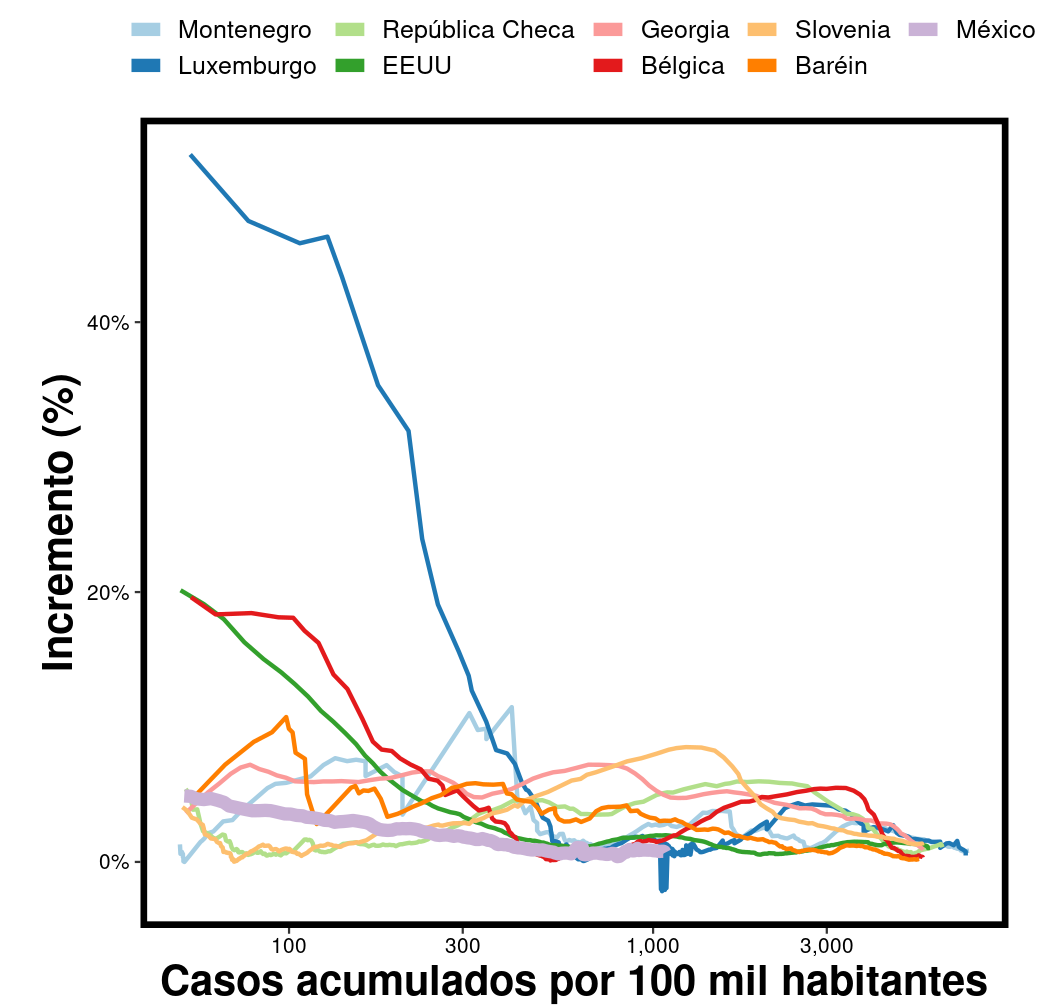 Montenegro República Checa Georgia Slovenia México
Luxemburgo EEUU Bélgica Baréin
40%
20%
0%
Incremento (%)
100 300 1,000 3,000
Casos acumulados por 100 mil habitantes